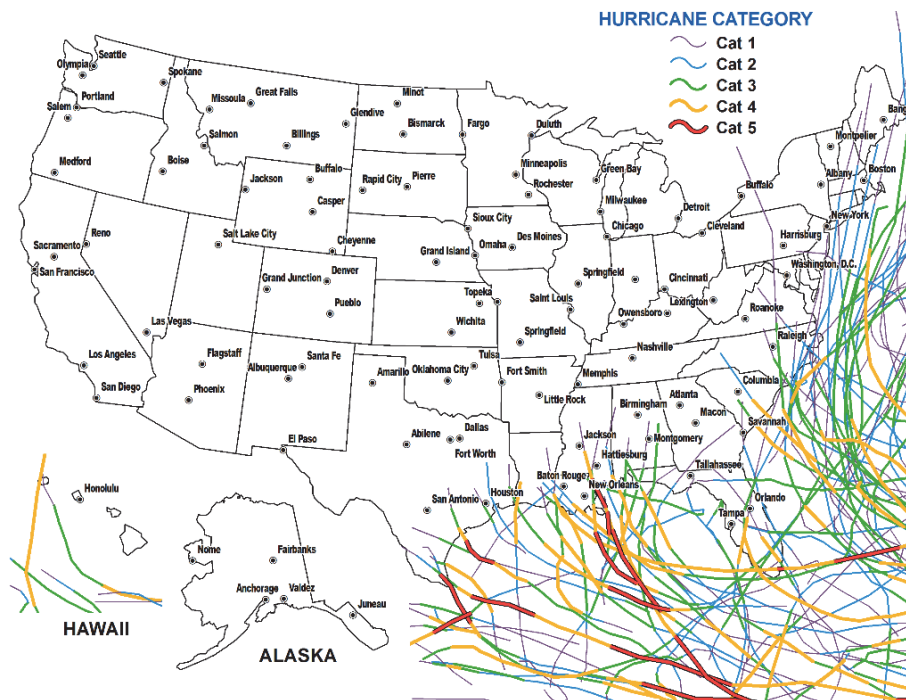 HURRICANE CATEGORY
Cat 1
Cat 2
Cat 3
Cat 4
Cat 5
Seattle
Olympia
Spokane
Portland
Salem
Medford
Missoula
Great Falls
Glendive
Salmon
Billings
Boise
Minot
Bismarck
Fargo
Duluth
Bang
Montpelier
Minneapolis
Rochester
Green Bay
Buffalo
Albany
Boston
Jackson
Buffalo
Casper
Rapid City
Pierre
Milwaukee
Detroit
Chicago
Cleveland
New York
Harrisburg
Sioux City
Reno
Sacramento
San Francisco
Salt Lake City
Cheyenne
Grand Island
Omaha
Des Moines
Washington, D.C.
Grand Junction
Denver
Pueblo
Springfield
Cincinnati
Topeka
Saint Louis
Owensboro
Lexington
Roanoke
Las Vegas
Wichita
Springfield
Nashville
Raleigh
Los Angeles
San Diego
Flagstaff
Albuquerque
Santa Fe
Phoenix
Amarillo
Oklahoma City
Tulsa
Fort Smith
Memphis
Little Rock
Columbia
Atlanta
Birmingham
Macon
Savannah
El Paso
Abilene
Dallas
Fort Worth
Jackson
Montgomery
Hattiesburg
Tallahassee
Baton Rouge
New Orleans
San Antonio
Houston
Orlando
Tampa
Honolulu
HAWAII
Nome
Fairbanks
Anchorage
Valdez
Juneau
ALASKA